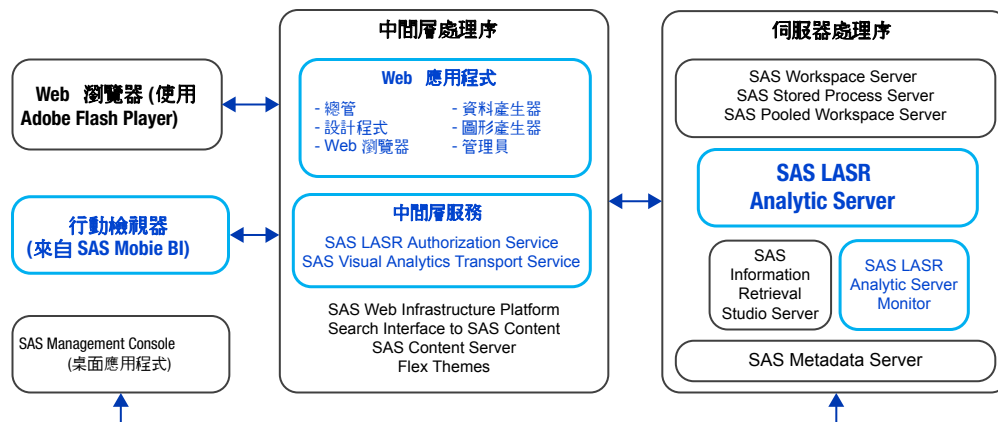 Web 瀏覽器 (使用
Adobe Flash Player)
行動檢視器
(來自 SAS Mobie BI)
SAS Management Console
(桌面應用程式)
中間層處理序
Web 應用程式
- 總管
- 設計程式
- Web 瀏覽器
- 資料產生器
- 圖形產生器
- 管理員
中間層服務
SAS LASR Authorization Service
SAS Visual Analytics Transport Service
SAS Web Infrastructure Platform
Search Interface to SAS Content
SAS Content Server
Flex Themes
伺服器處理序
SAS Workspace Server
SAS Stored Process Server
SAS Pooled Workspace Server
SAS LASR
Analytic Server
SAS
Information
Retrieval
Studio Server
SAS LASR
Analytic Server
Monitor
SAS Metadata Server